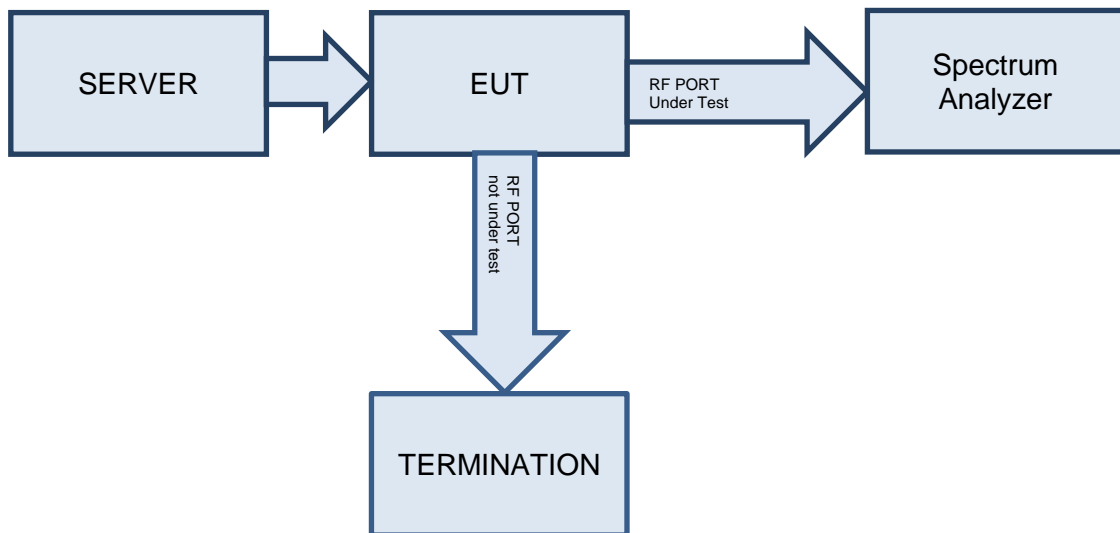 SERVER
EUT
RF PORT
Under Test
Spectrum
Analyzer
RF PORT
not under test
TERMINATION